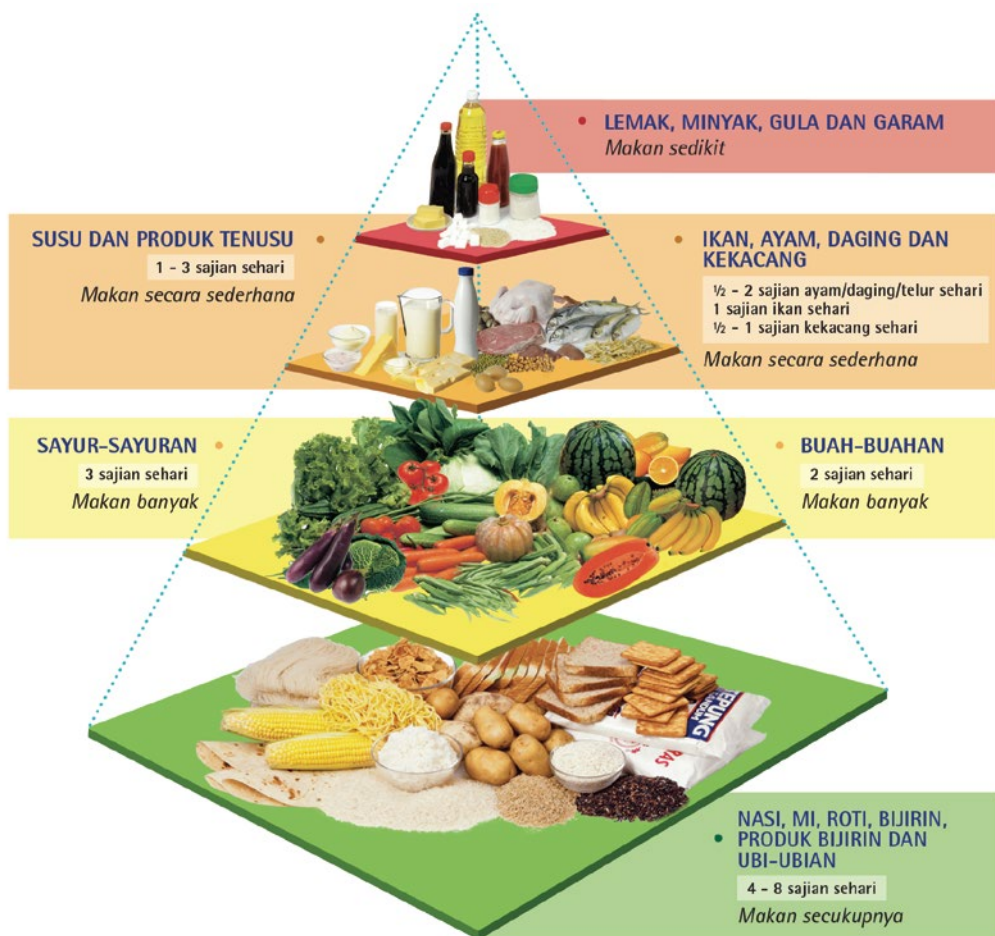 LEMAK, MINYAK, GULA DAN GARAM
Makan sedikit
SUSU DAN PRODUK TENUSU
1 - 3 sajian sehari
Makan secara sederhana
IKAN, AYAM, DAGING DAN
KEKACANG
½ - 2 sajian ayam/daging/telur sehari
1 sajian ikan sehari
½ - 1 sajian kekacang sehari
Makan secara sederhana
SAYUR-SAYURAN
3 sajian sehari
Makan banyak
BUAH-BUAHAN
2 sajian sehari
Makan banyak
TEPUNG
RAS
NASI, MI, ROTI, BIJIRIN,
PRODUK BIJIRIN DAN
UBI-UBIAN
4 - 8 sajian sehari
Makan secukupnya